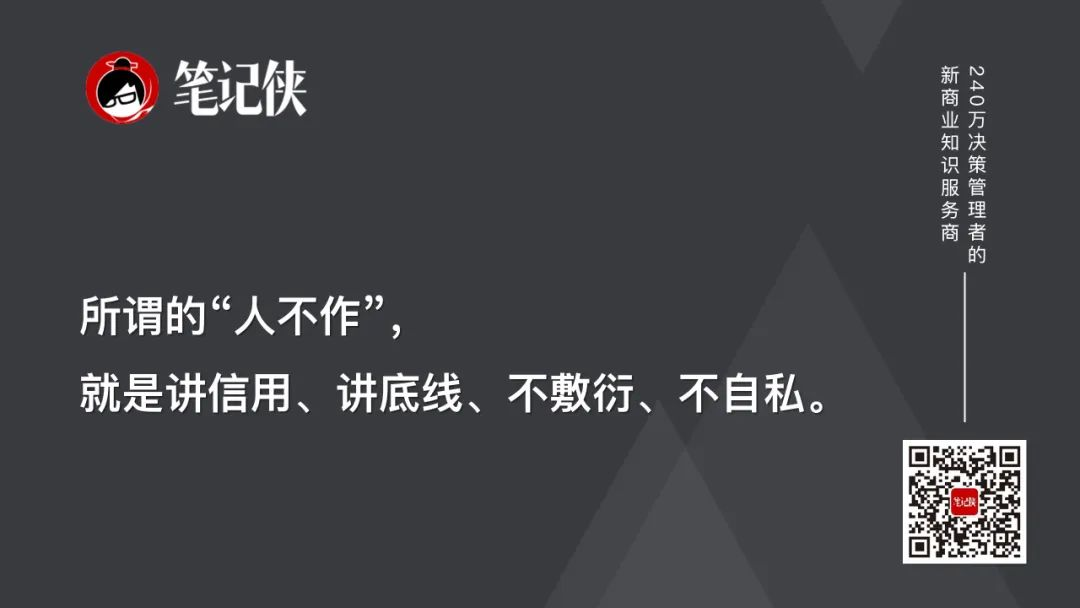 笔记侠
240万决策管理者的
新商业知识服务商
所谓的“人不作”，
就是讲信用、讲底线、不敷衍、不自私。
笔记侠